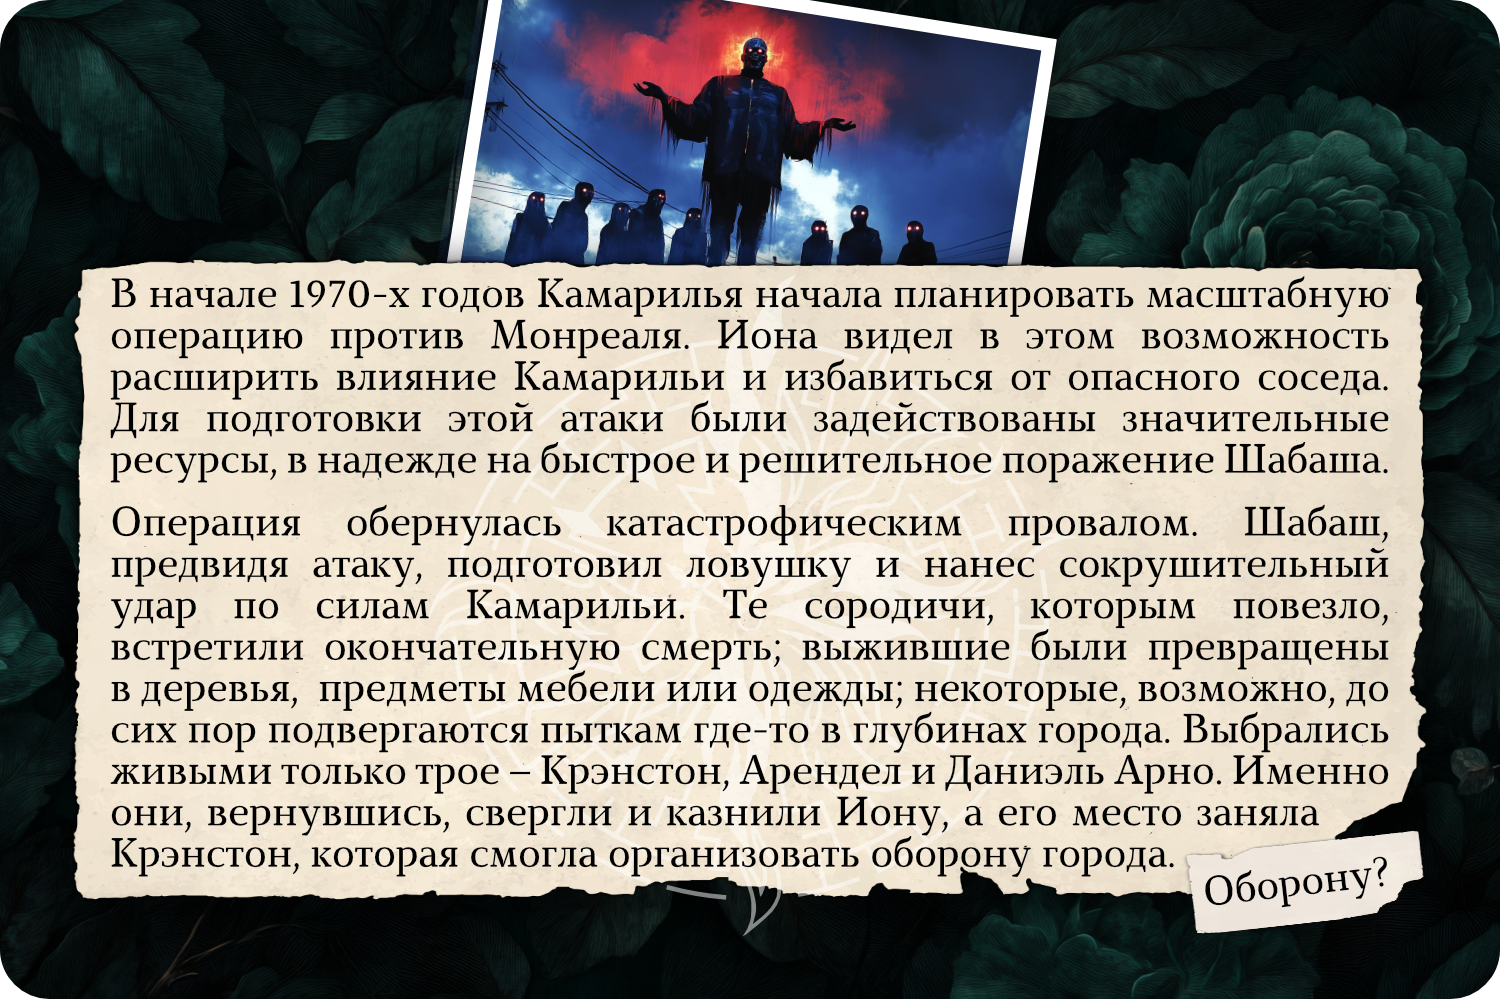 В начале 1970-х годов Камарилья начала планировать масштабную
операцию против Монреаля. Иона видел в этом возможность
расширить влияние Камарильи и избавиться от опасного соседа.
Для подготовки этой атаки были задействованы значительные
ресурсы, в надежде на быстрое и решительное поражение Шабаша.
Операция обернулась катастрофическим провалом. Шабаш,
предвидя атаку, подготовил ловушку и нанес сокрушительный
удар по силам Камарильи. Те сородичи, которым повезло,
встретили окончательную смерть; выжившие были превращены
в деревья, предметы мебели или одежды; некоторые, возможно, до
сих пор подвергаются пыткам где-то в глубинах города. Выбрались
живыми только трое – Крэнстон, Арендел и Даниэль Арно. Именно
они, вернувшись, свергли и казнили Иону, а его место заняла
Крэнстон, которая смогла организовать оборону города.
Оборону?